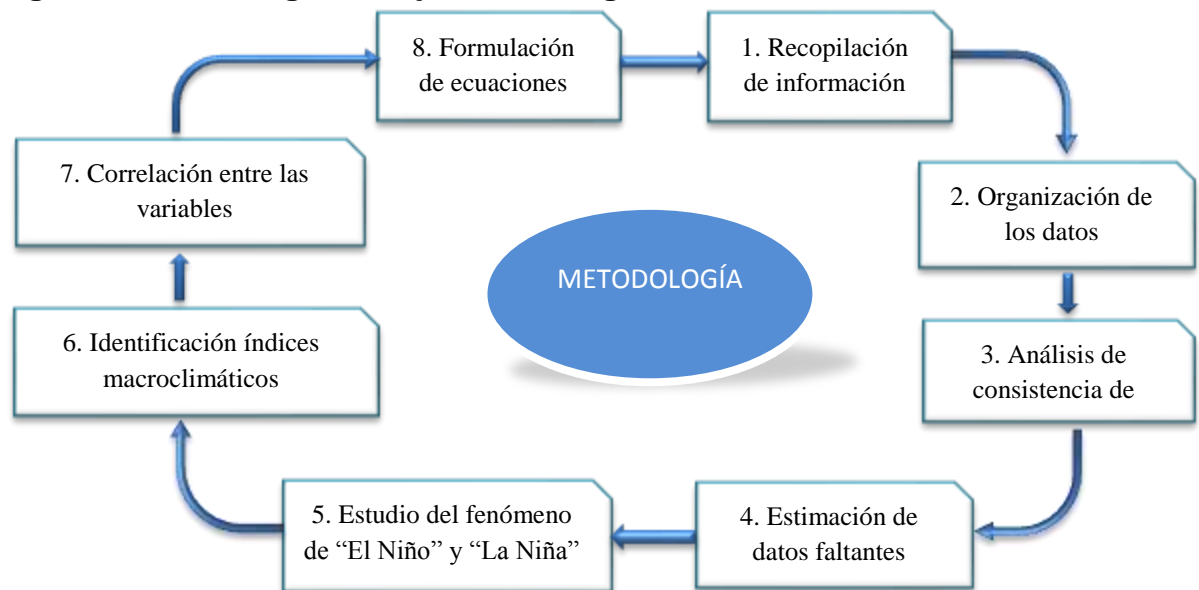 8. Formulación
de ecuaciones
1. Recopilación
de información
7. Correlación entre las
variables
2. Organización de
los datos
METODOLOGÍA
6. Identificación índices
macroclimáticos
3. Análisis de
consistencia de
5. Estudio del fenómeno
de “El Niño” y “La Niña”
4. Estimación de
datos faltantes